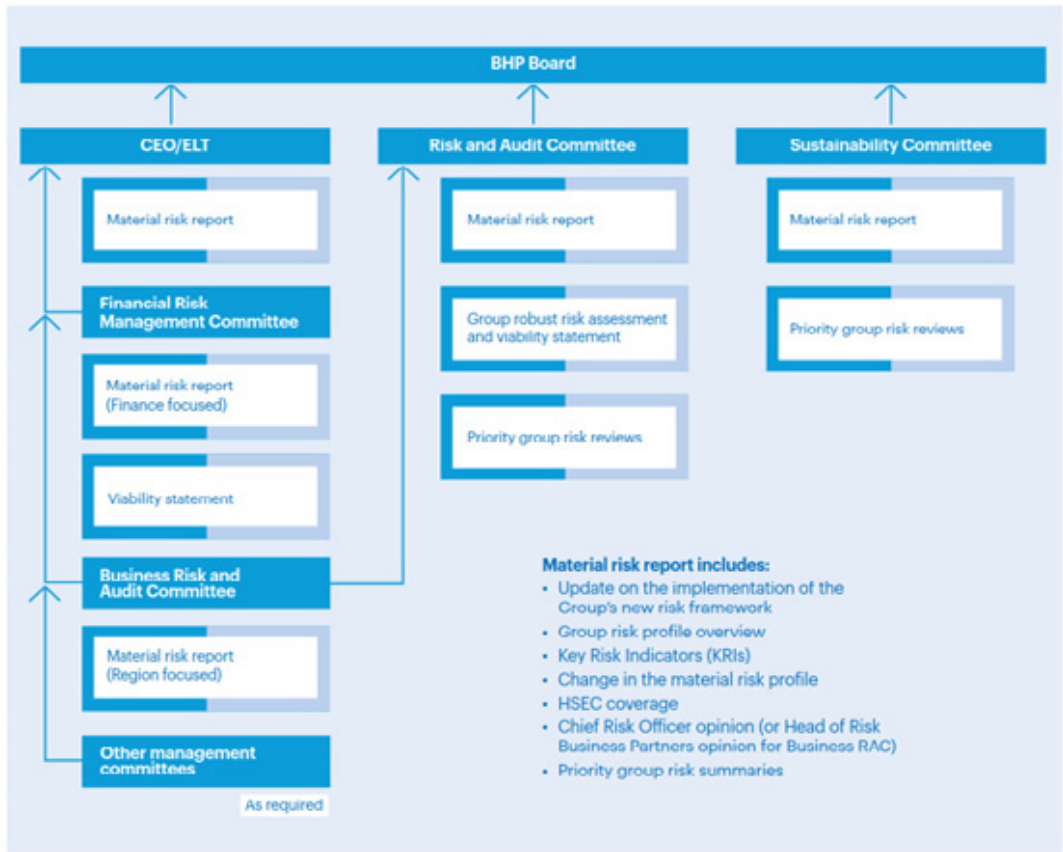 BHP Board
CEO/ELT
Material risk report
Financial Risk
Management Committee
Material risk report
(Finance focused)
Viability statement
Business Risk and
Audit Committee
Material risk report
(Region focused)
Other management
committees
As required
Risk and Audit Committee
Material risk report
Group robust risk assessment
and viability statement
Priority group risk reviews
Sustainability Committee
Material risk report
Priority group risk reviews
Material risk report includes:
• Update on the implementation of the
Group's new risk framework
• Group risk profile overview
• Key Risk Indicators (KRIs)
• Change in the material risk profile
• HSEC coverage
• Chief Risk Officer opinion (or Head of Risk
Business Partners opinion for Business RAC)
• Priority group risk summaries